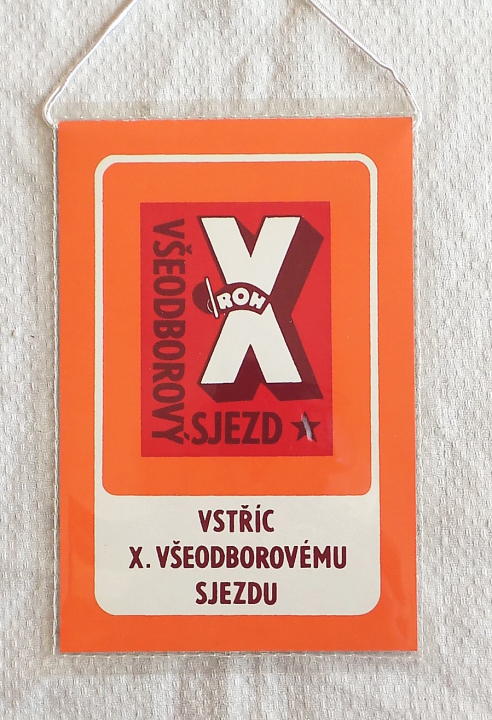 VŠEODBOROVÝ
X
ROH
SJEZD
VSTŘÍC
X. VŠEODBOROVÉMU
SJEZDU